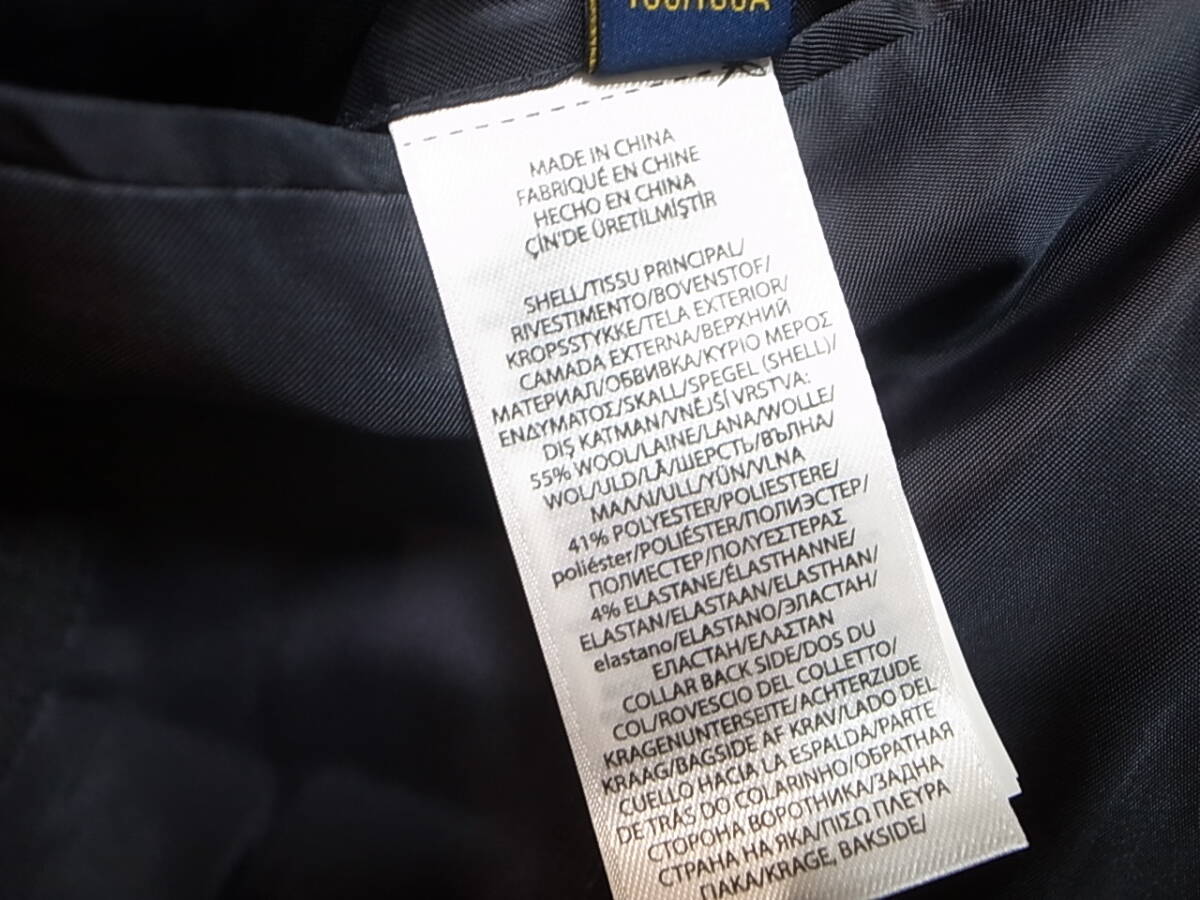 MADE IN CHINA
FABRIQUÉ EN CHINE
HECHO EN CHINA
ÇİN'DE ÜRETİLMİŞTİR
SHELL/TISSU PRINCIPAL/
RIVESTIMENTO/BOVENSTOF/
KROPSSTYKKE/TELA EXTERIOR/
CAMADA EXTERNA/ВЕРХНИЙ
МАТЕРИАЛ/ОБВИВКА/ΚΥΡΙΟ ΜΕΡΟΣ
ΕΝΔΥΜΑΤΟΣ/SKALL/SPEGEL (SHELL)/
DIŞ KATMAN/VNĚJŠÍ VRSTVA:
55% WOOL/LAINE/LANA/WOLLE/
WOL/ULD/LÃ/ШЕРСТЬ/ВЪЛНА/
ΜΑΛΛΙ/ULL/YÜN/VLNA
41% POLYESTER/POLIESTERE/
poliéster/POLIÉSTER/ПОЛИЭСТЕР/
ПОЛИЕСТЕР/ΠΟΛΥΕΣΤΕΡΑΣ
4% ELASTANE/ÉLASTHANNE/
ELASTAN/ELASTAAN/ELASTHAN/
elastano/ELASTANO/ЭЛАСТАН/
ЕЛАСТАН/ΕΛΑΣΤΑΝ
COLLAR BACK SIDE/DOS DU
COL/ROVESCIO DEL COLLETTO/
KRAGENUNTERSEITE/ACHTERZIJDE
KRAAG/BAGSIDE AF KRAV/LADO DEL
CUELLO HACIA LA ESPALDA/PARTE
DE TRÁS DO COLARINHO/ОБРАТНАЯ
СТОРОНА ВОРОТНИКА/ЗАДНА
СТРАНА НА ЯКА/ΠΙΣΩ ΠΛΕΥΡΑ
ΓΙΑΚΑ/KRAGE, BAKSIDE/